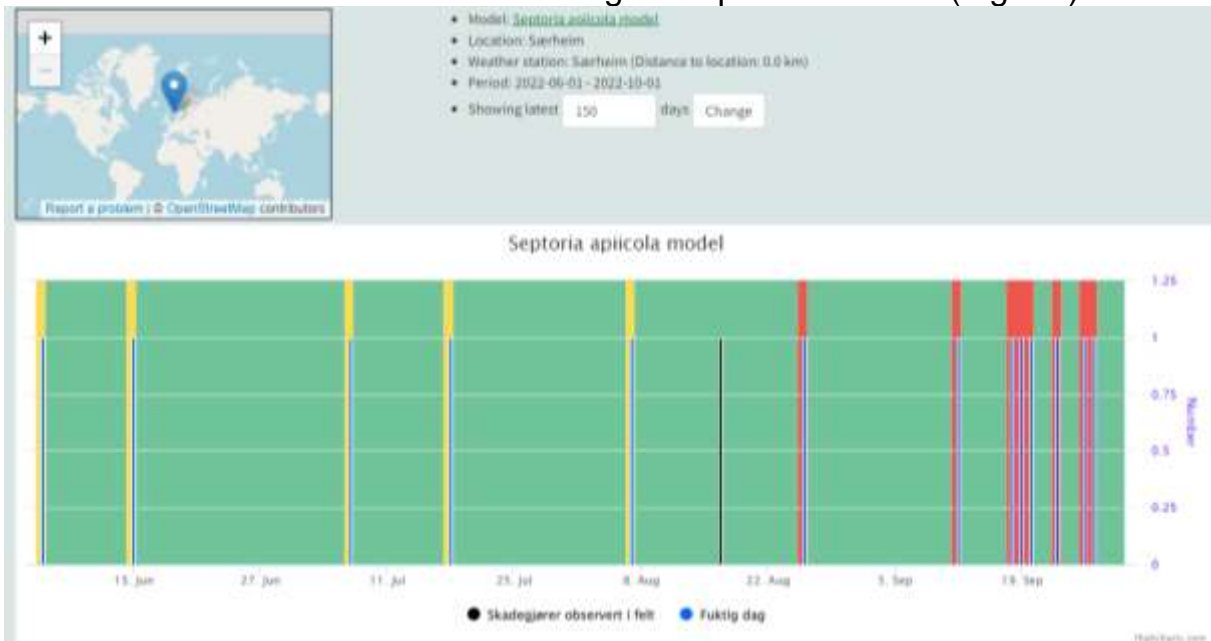 +
−
• Model: Septoria apiicola model
• Location: Særheim
• Weather station: Særheim (Distance to location: 0.0 km)
• Period: 2022-06-01 - 2022-10-01
• Showing latest 150 days Change
Report a problem | © OpenStreetMap contributors
Septoria apiicola model
1.25
1
0.75
0.5
0.25
0
Number
15. Jun 27. Jun 11. Jul 25. Jul 8. Aug 22. Aug 5. Sep 19. Sep
Skadegjører observert i felt Fuktig dag
Highcharts.com